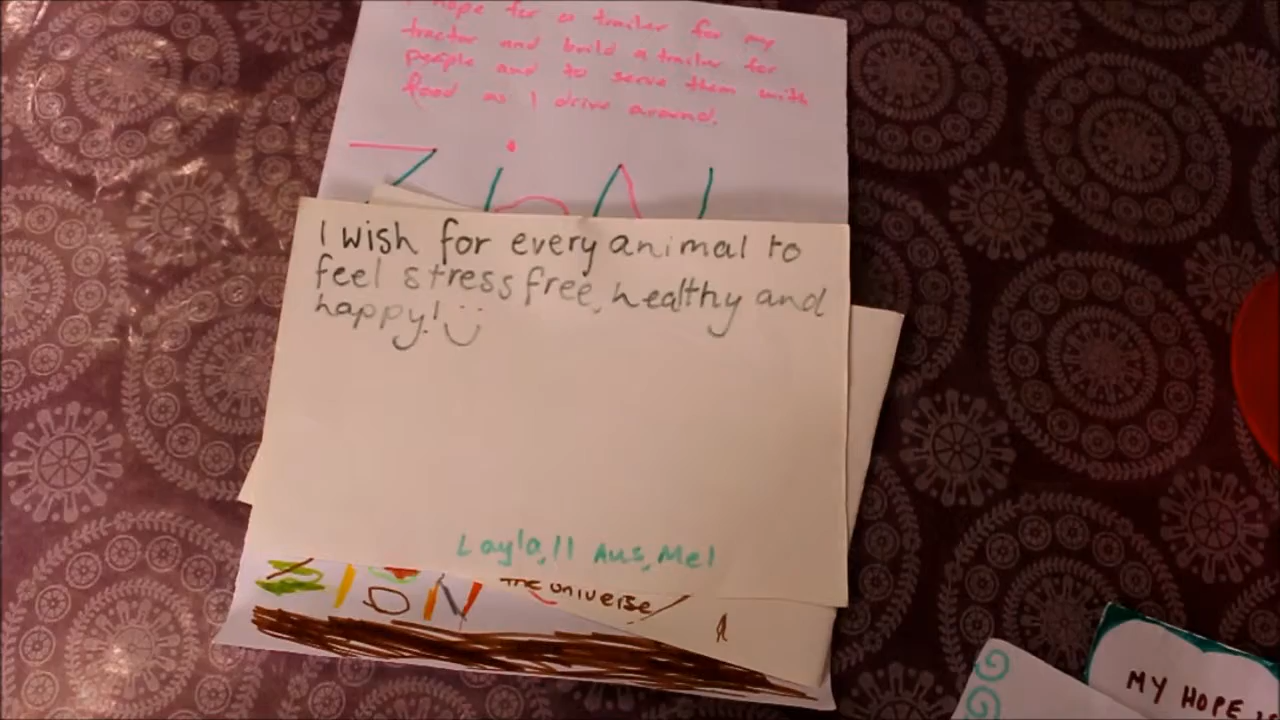 I hope for a trailer for my
tractor and build a trailer for
people and to serve them with
food as I drive around.
ZiON
I wish for every animal to
feel stress free, healthy and
happy! :)
Layla, 11 Aus, Mel
ZION
the universe
MY HOPE